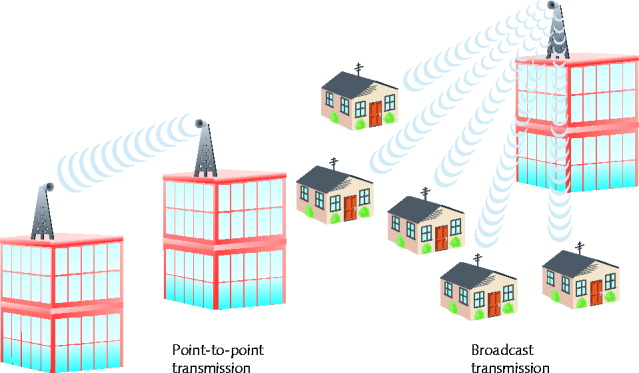 Point-to-point
transmission
Broadcast
transmission